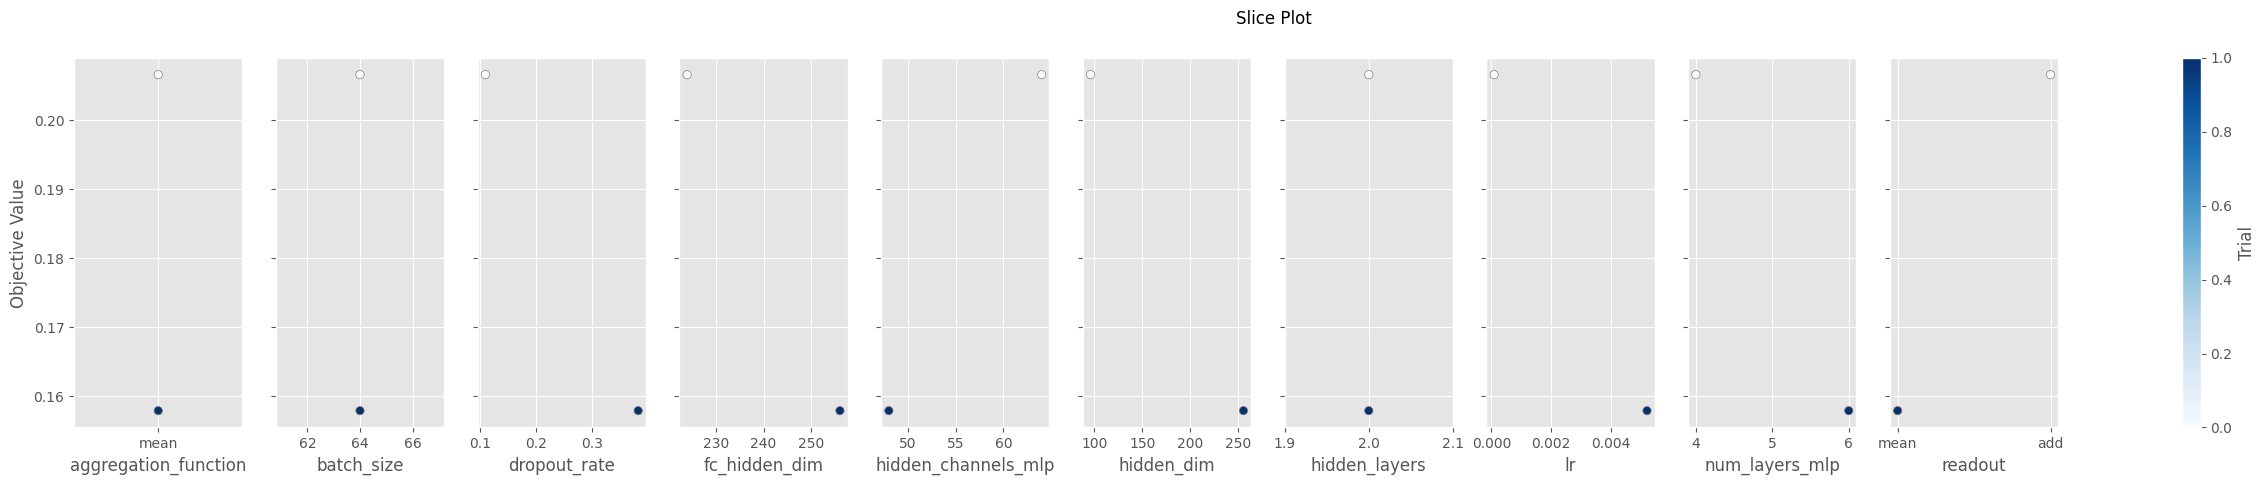 Slice Plot
Objective Value
0.20
0.19
0.18
0.17
0.16
mean
aggregation_function
62 64 66
batch_size
0.1 0.2 0.3
dropout_rate
230 240 250
fc_hidden_dim
50 55 60
hidden_channels_mlp
100 150 200 250
hidden_dim
1.9 2.0 2.1
hidden_layers
0.000 0.002 0.004
lr
4 5 6
num_layers_mlp
mean add
readout
1.0
0.8
0.6
0.4
0.2
0.0
Trial